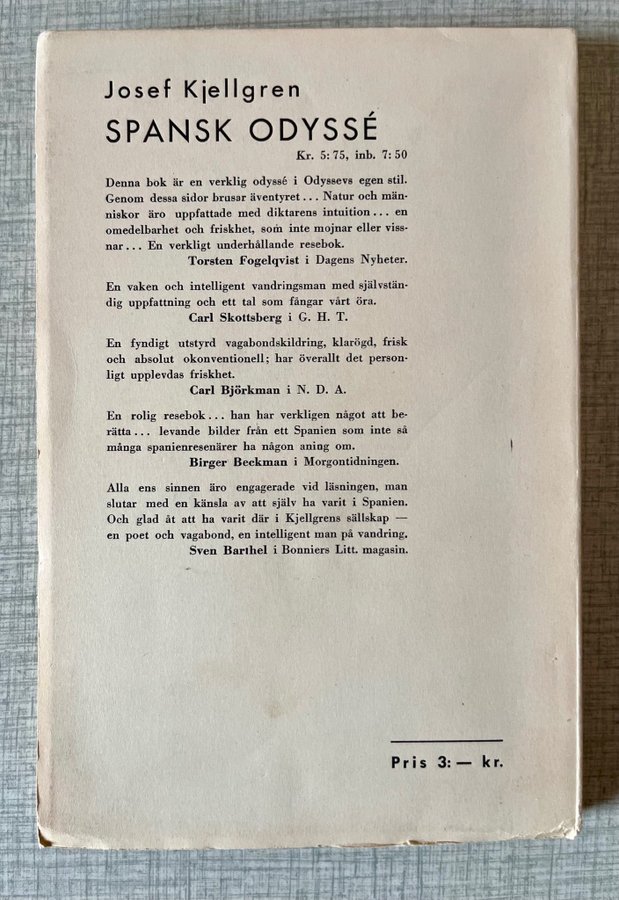 Josef Kjellgren
SPANSK ODYSSÉ
Kr. 5:75, inb. 7:50
Denna bok är en verklig odyssé i Odyssevs egen stil.
Genom dessa sidor brusar äventyret... Natur och män-
niskor äro uppfattade med diktarens intuition... en
omedelbarhet och friskhet, som inte mojnar eller viss-
nar... En verkligt underhållande resebok.
Torsten Fogelqvist i Dagens Nyheter.
En vaken och intelligent vandringsman med självstän-
dig uppfattning och ett tal som fångar vårt öra.
Carl Skottsberg i G. H. T.
En fyndigt utstyrd vagabondskildring, klarögd, frisk
och absolut okonventionell; har överallt det person-
ligt upplevdas friskhet.
Carl Björkman i N. D. A.
En rolig resebok... han har verkligen något att be-
rätta... levande bilder från ett Spanien som inte så
många spanienresenärer ha någon aning om.
Birger Beckman i Morgontidningen.
Alla ens sinnen äro engagerade vid läsningen, man
slutar med en känsla av att själv ha varit i Spanien.
Och glad åt att ha varit där i Kjellgrens sällskap —
en poet och vagabond, en intelligent man på vandring.
Sven Barthel i Bonniers Litt. magasin.
Pris 3:— kr.